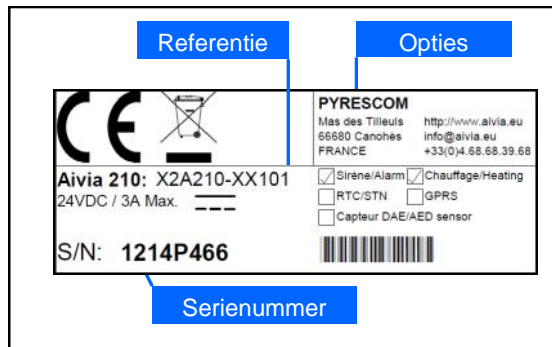 Referentie
Opties
CE
PYRESCOM
Mas des Tilleuls http://www.aivia.eu
66680 Canohès info@aivia.eu
FRANCE +33(0)4.68.68.39.68
Aivia 210: X2A210-XX101
24VDC / 3A Max.
Sirène/Alarm Chauffage/Heating
RTC/STN GPRS
Capteur DAE/AED sensor
S/N: 1214P466
Serienummer